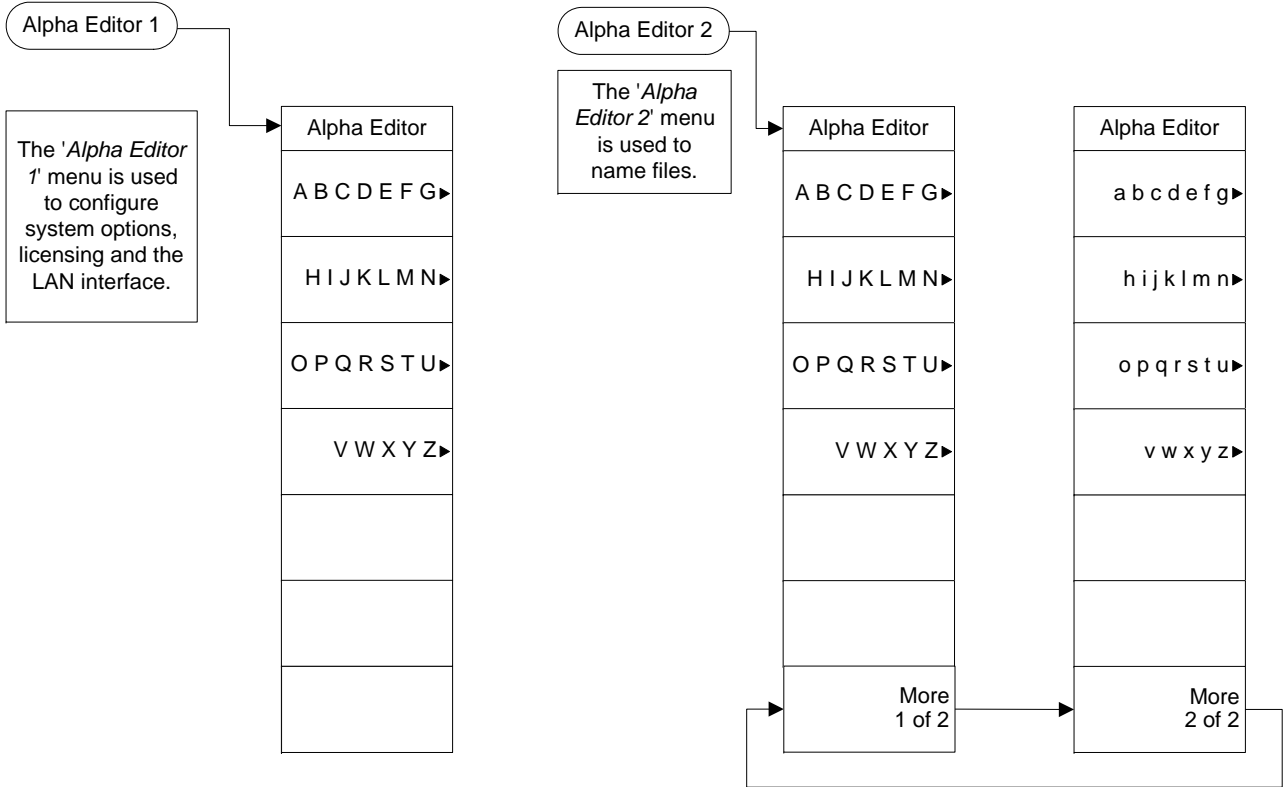 Alpha Editor 1
The 'Alpha Editor
1' menu is used
to configure
system options,
licensing and the
LAN interface.
Alpha Editor
A B C D E F G▶
H I J K L M N▶
O P Q R S T U▶
V W X Y Z▶
Alpha Editor 2
The 'Alpha
Editor 2' menu
is used to
name files.
Alpha Editor
A B C D E F G▶
H I J K L M N▶
O P Q R S T U▶
V W X Y Z▶
More
1 of 2
Alpha Editor
a b c d e f g▶
h i j k l m n▶
o p q r s t u▶
v w x y z▶
More
2 of 2